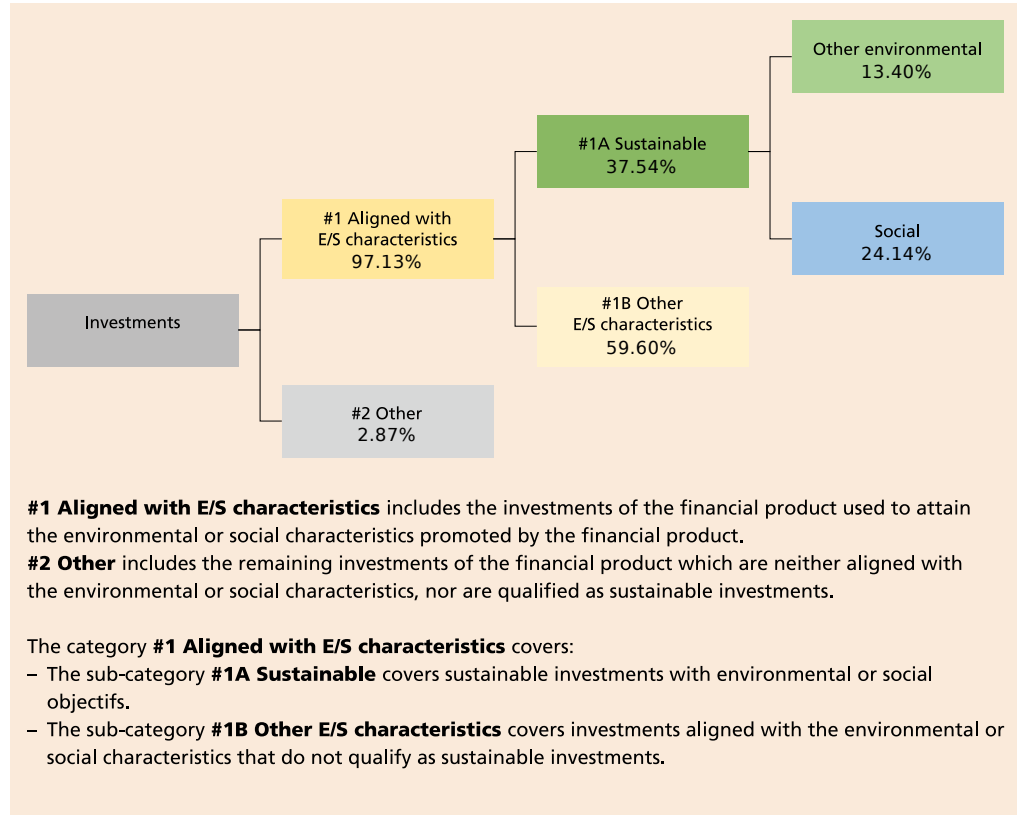 Other environmental
13.40%
#1A Sustainable
37.54%
#1 Aligned with
E/S characteristics
97.13%
Social
24.14%
Investments
#1B Other
E/S characteristics
59.60%
#2 Other
2.87%
#1 Aligned with E/S characteristics includes the investments of the financial product used to attain
the environmental or social characteristics promoted by the financial product.
#2 Other includes the remaining investments of the financial product which are neither aligned with
the environmental or social characteristics, nor are qualified as sustainable investments.
The category #1 Aligned with E/S characteristics covers:
– The sub-category #1A Sustainable covers sustainable investments with environmental or social
objectifs.
– The sub-category #1B Other E/S characteristics covers investments aligned with the environmental or
social characteristics that do not qualify as sustainable investments.